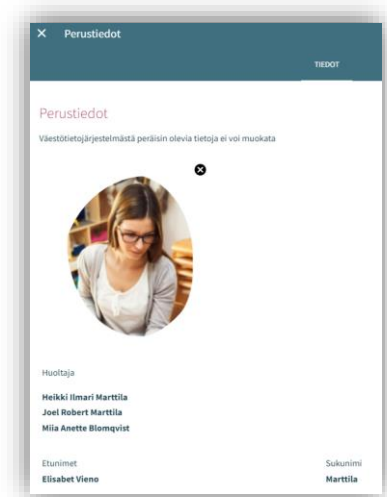 × Perustiedot
TIEDOT
Perustiedot
Väestötietojärjestelmästä peräisin olevia tietoja ei voi muokata
Huoltaja
Heikki Ilmari Marttila
Joel Robert Marttila
Miia Anette Blomqvist
Etunimet Sukunimi
Elisabet Vieno Marttila